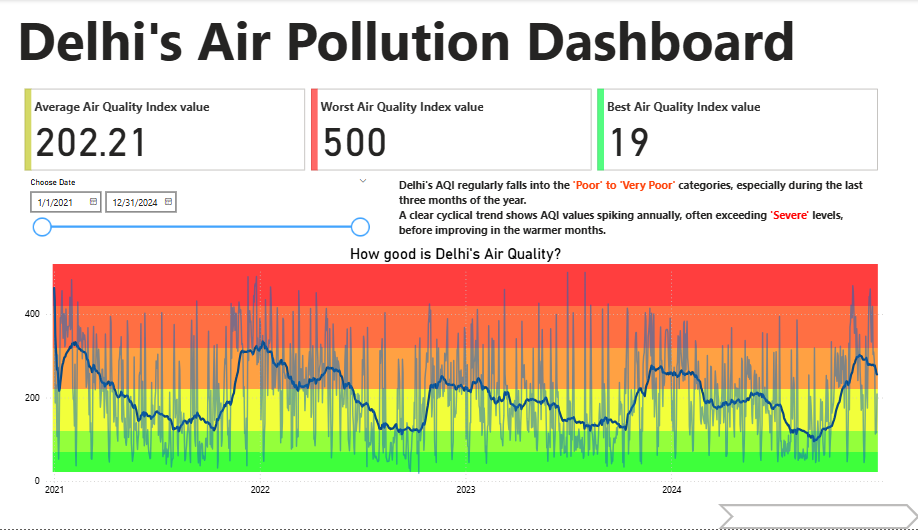 Delhi's Air Pollution Dashboard
Average Air Quality Index value
202.21
Worst Air Quality Index value
500
Best Air Quality Index value
19
Choose Date
1/1/2021
12/31/2024
Delhi's AQI regularly falls into the 'Poor' to 'Very Poor' categories, especially during the last
three months of the year.
A clear cyclical trend shows AQI values spiking annually, often exceeding 'Severe' levels,
before improving in the warmer months.
How good is Delhi's Air Quality?
400
200
0
2021
2022
2023
2024